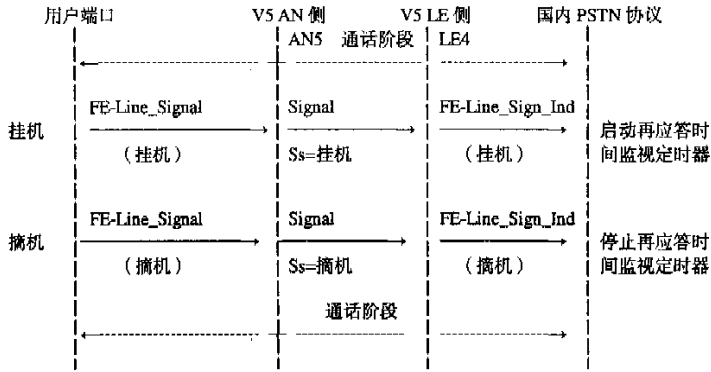 用户端口 V5 AN 侧 V5 LE 侧 国内 PSTN 协议
AN5 通话阶段 LE4
FE-Line_Signal Signal FE-Line_Sign_Ind
挂机 启动再应答时
（挂机） Ss=挂机 （挂机） 间监视定时器
FE-Line_Signal Signal FE-Line_Sign_Ind
摘机 停止再应答时
（摘机） Ss=摘机 （摘机） 间监视定时器
通话阶段